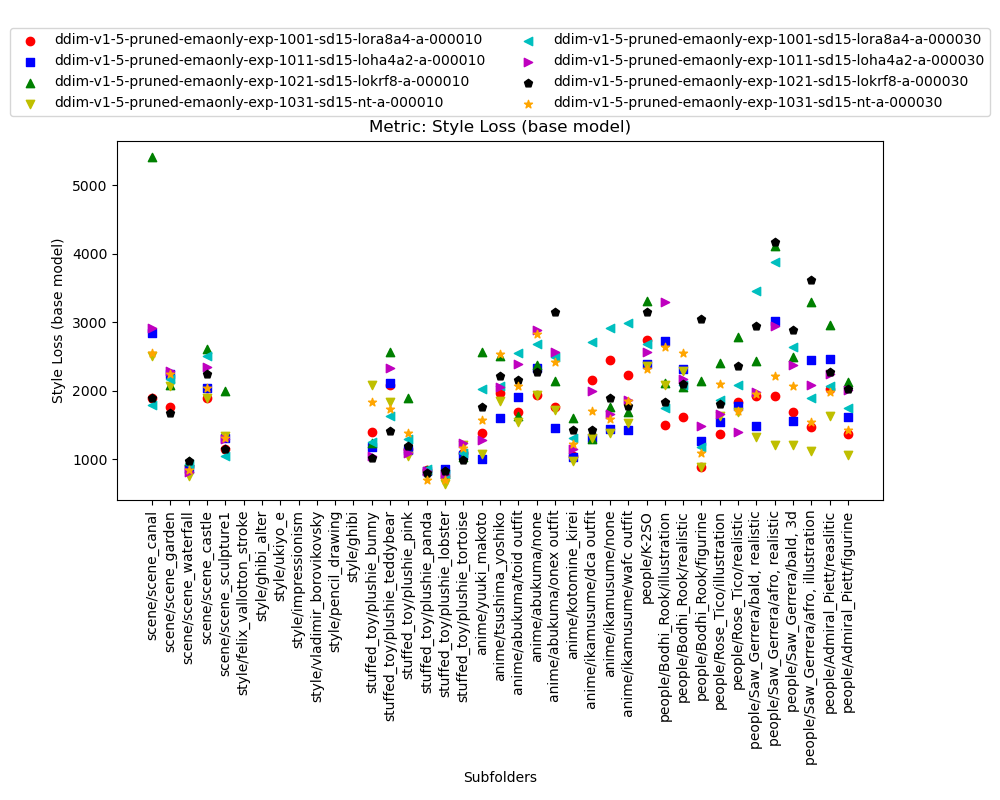 ddim-v1-5-pruned-emaonly-exp-1001-sd15-lora8a4-a-000010
ddim-v1-5-pruned-emaonly-exp-1011-sd15-loha4a2-a-000010
ddim-v1-5-pruned-emaonly-exp-1021-sd15-lokrf8-a-000010
ddim-v1-5-pruned-emaonly-exp-1031-sd15-nt-a-000010
ddim-v1-5-pruned-emaonly-exp-1001-sd15-lora8a4-a-000030
ddim-v1-5-pruned-emaonly-exp-1011-sd15-loha4a2-a-000030
ddim-v1-5-pruned-emaonly-exp-1021-sd15-lokrf8-a-000030
ddim-v1-5-pruned-emaonly-exp-1031-sd15-nt-a-000030
Metric: Style Loss (base model)
Style Loss (base model)
5000
4000
3000
2000
1000
scene/scene_canal
scene/scene_garden
scene/scene_waterfall
scene/scene_castle
scene/scene_sculpture1
style/felix_vallotton_stroke
style/ghibi_alter
style/ukiyo_e
style/impressionism
style/vladimir_borovikovsky
style/pencil_drawing
style/ghibi
stuffed_toy/plushie_bunny
stuffed_toy/plushie_teddybear
stuffed_toy/plushie_pink
stuffed_toy/plushie_panda
stuffed_toy/plushie_lobster
stuffed_toy/plushie_tortoise
anime/yuuki_makoto
anime/tsushima_yoshiko
anime/abukuma/toid outfit
anime/abukuma/none
anime/abukuma/onex outfit
anime/kotomine_kirei
anime/ikamusume/dca outfit
anime/ikamusume/none
anime/ikamusume/wafc outfit
people/K-2SO
people/Bodhi_Rook/illustration
people/Bodhi_Rook/realistic
people/Bodhi_Rook/figurine
people/Rose_Tico/illustration
people/Rose_Tico/realistic
people/Saw_Gerrera/bald, realistic
people/Saw_Gerrera/afro, realistic
people/Saw_Gerrera/bald, 3d
people/Saw_Gerrera/afro, illustration
people/Admiral_Piett/reaslitic
people/Admiral_Piett/figurine
Subfolders